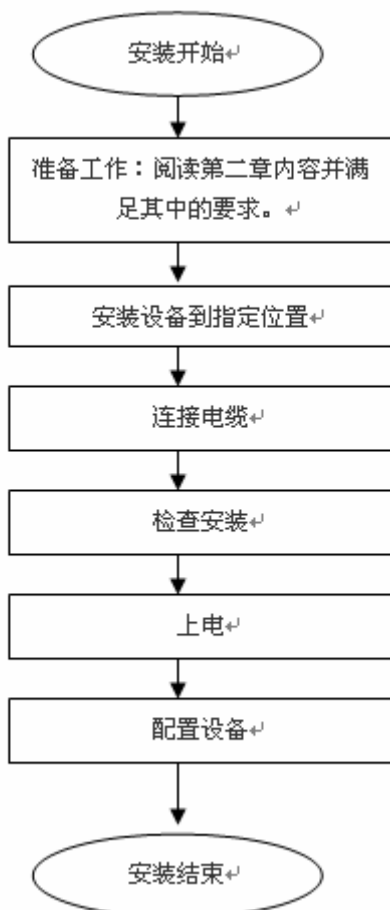 安装开始↵
准备工作：阅读第二章内容并满
足其中的要求。↵
安装设备到指定位置↵
连接电缆↵
检查安装↵
上电↵
配置设备↵
安装结束↵